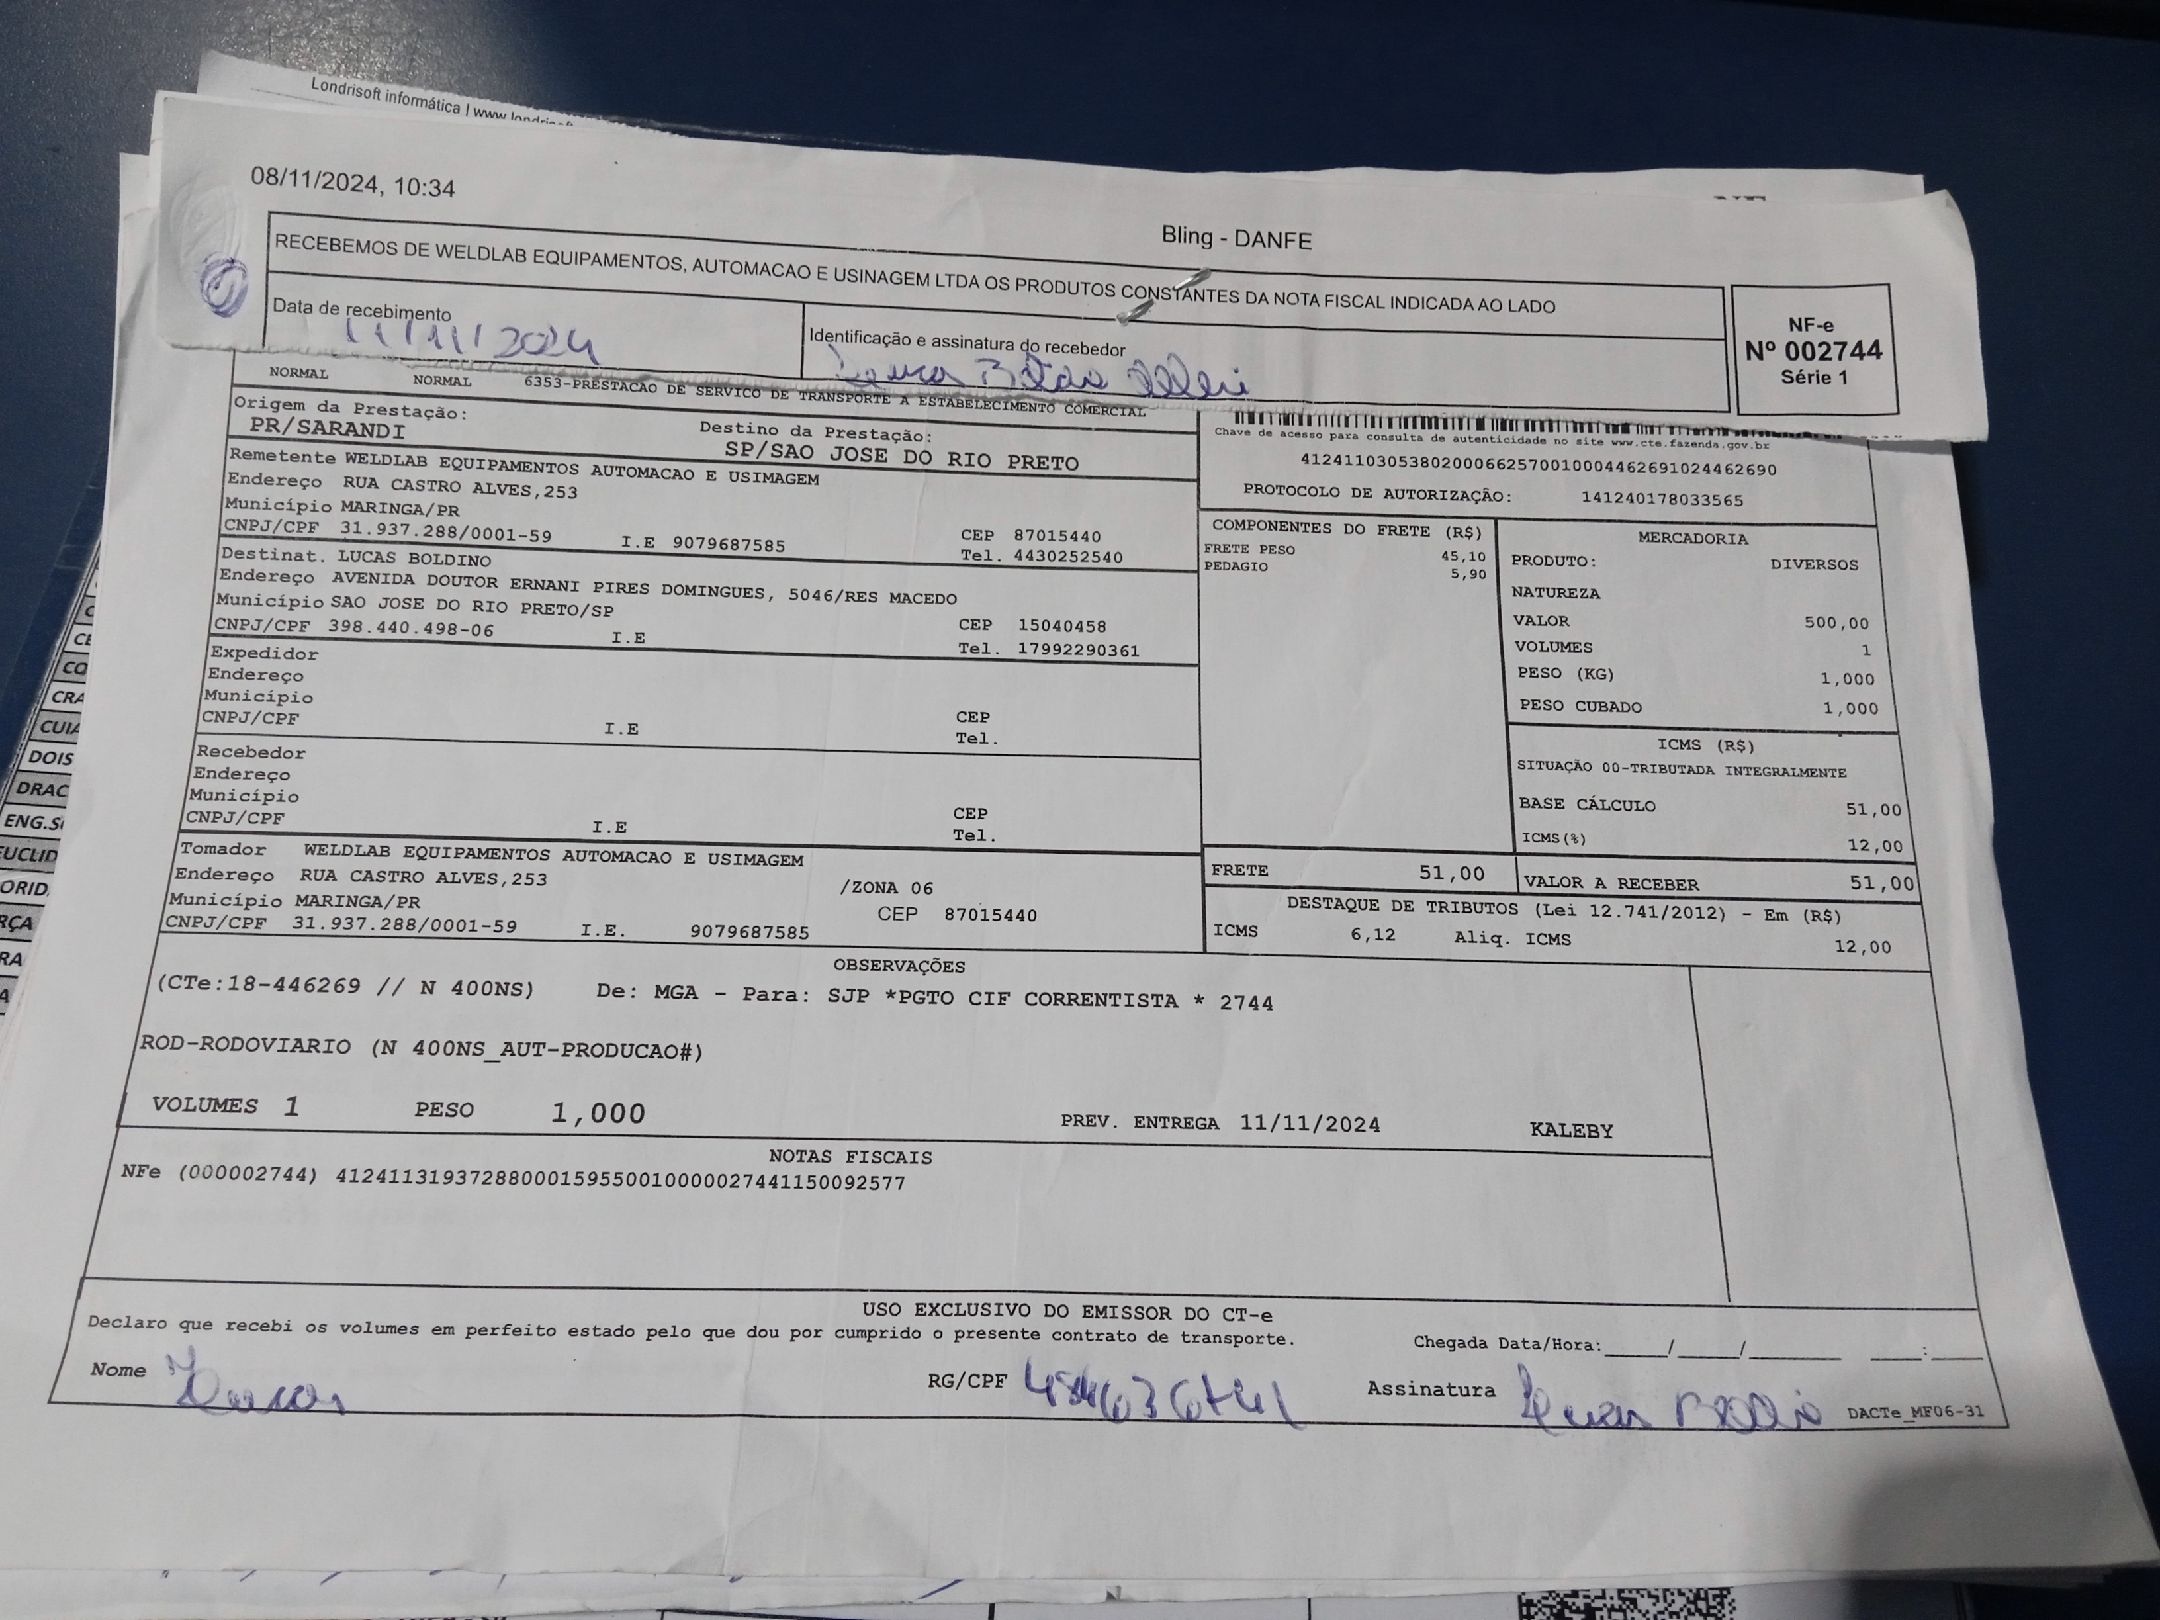 Londrisoft informática | www.londrisoft
08/11/2024, 10:34
Bling - DANFE
RECEBEMOS DE WELDLAB EQUIPAMENTOS, AUTOMACAO E USINAGEM LTDA OS PRODUTOS CONSTANTES DA NOTA FISCAL INDICADA AO LADO
Data de recebimento
11/11/2024
Identificação e assinatura do recebedor
NF-e
Nº 002744
Série 1
NORMAL NORMAL 6353-PRESTACAO DE SERVICO DE TRANSPORTE A ESTABELECIMENTO COMERCIAL
Origem da Prestação:
PR/SARANDI
Destino da Prestação:
SP/SAO JOSE DO RIO PRETO
Chave de acesso para consulta de autenticidade no site www.cte.fazenda.gov.br
41241103053802000662570010004462691024462690
PROTOCOLO DE AUTORIZAÇÃO: 141240178033565
Remetente WELDLAB EQUIPAMENTOS AUTOMACAO E USIMAGEM
Endereço RUA CASTRO ALVES,253
Município MARINGA/PR
CEP 87015440
CNPJ/CPF 31.937.288/0001-59 I.E 9079687585
Tel. 4430252540
Destinat. LUCAS BOLDINO
Endereço AVENIDA DOUTOR ERNANI PIRES DOMINGUES, 5046/RES MACEDO
Município SAO JOSE DO RIO PRETO/SP
CEP 15040458
CNPJ/CPF 398.440.498-06 I.E
Tel. 17992290361
Expedidor
Endereço
Município
CEP
CNPJ/CPF I.E
Tel.
Recebedor
Endereço
Município
CEP
CNPJ/CPF I.E
Tel.
Tomador WELDLAB EQUIPAMENTOS AUTOMACAO E USIMAGEM
Endereço RUA CASTRO ALVES,253 /ZONA 06
Município MARINGA/PR CEP 87015440
CNPJ/CPF 31.937.288/0001-59 I.E. 9079687585
COMPONENTES DO FRETE (R$)
FRETE PESO 45,10
PEDAGIO 5,90
MERCADORIA
PRODUTO: DIVERSOS
NATUREZA
VALOR 500,00
VOLUMES 1
PESO (KG) 1,000
PESO CUBADO 1,000
ICMS (R$)
SITUAÇÃO 00-TRIBUTADA INTEGRALMENTE
BASE CÁLCULO 51,00
ICMS(%) 12,00
FRETE 51,00
VALOR A RECEBER 51,00
DESTAQUE DE TRIBUTOS (Lei 12.741/2012) - Em (R$)
ICMS 6,12 Aliq. ICMS 12,00
OBSERVAÇÕES
(CTe:18-446269 // N 400NS) De: MGA - Para: SJP *PGTO CIF CORRENTISTA * 2744
ROD-RODOVIARIO (N 400NS_AUT-PRODUCAO#)
VOLUMES 1 PESO 1,000 PREV. ENTREGA 11/11/2024 KALEBY
NOTAS FISCAIS
NFe (000002744) 41241131937288000159550010000027441150092577
USO EXCLUSIVO DO EMISSOR DO CT-e
Declaro que recebi os volumes em perfeito estado pelo que dou por cumprido o presente contrato de transporte.
Chegada Data/Hora:____/____/______ ___:___
Nome Lucas
RG/CPF
Assinatura Lucas
DACTe_MF06-31
CUIA
DOIS
DRAC
CRA
EUCLID
ORID